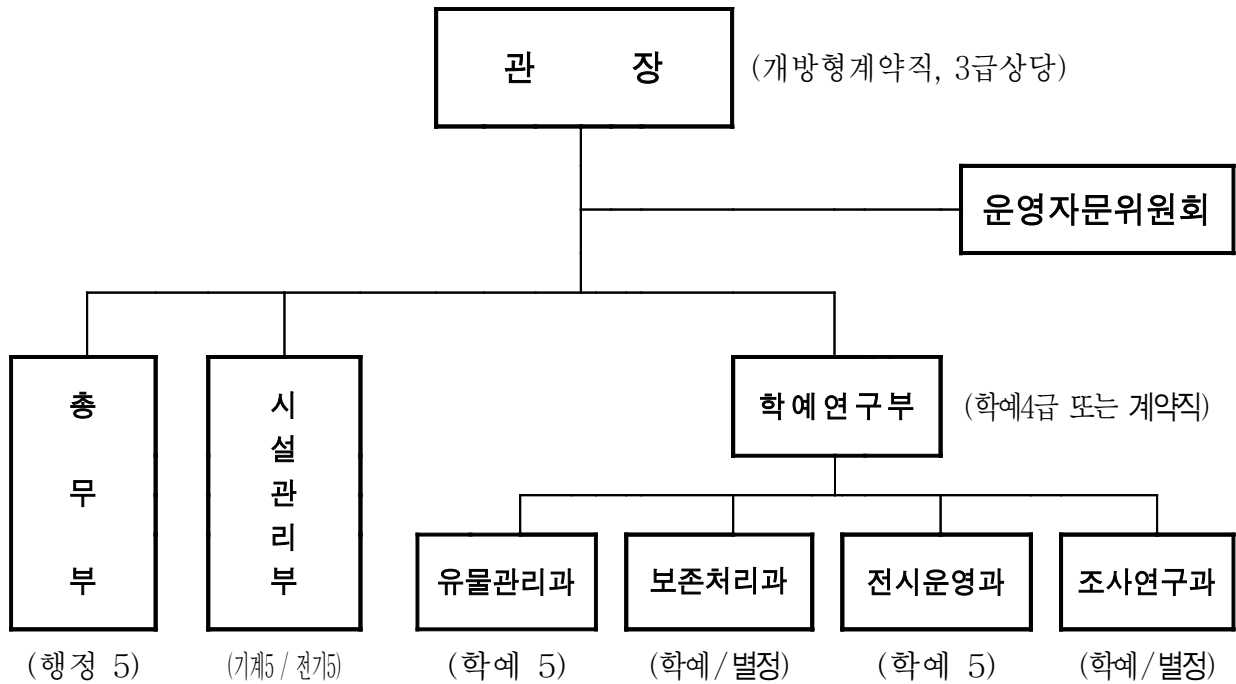 관 장
(개방형계약직, 3급상당)
운영자문위원회
총무부
시설관리부
학예연구부
(학예4급 또는 계약직)
유물관리과
보존처리과
전시운영과
조사연구과
(행정 5)
(기계5 / 전기5)
(학예 5)
(학예/별정)
(학예 5)
(학예/별정)